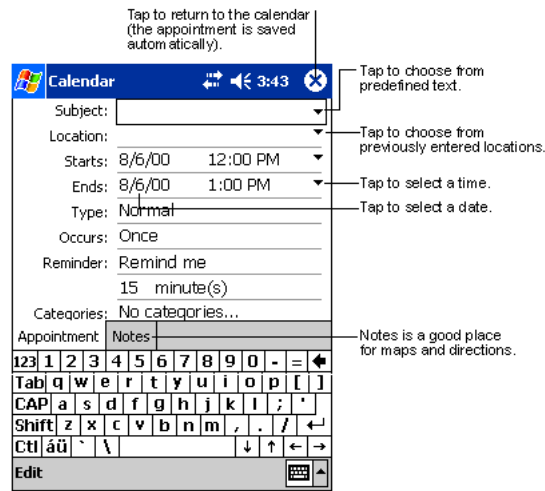 Tap to return to the calendar
(the appointment is saved
automatically).
Calendar 3:43
Tap to choose from
predefined text.
Subject:
Location:
Tap to choose from
previously entered locations.
Starts: 8/6/00 12:00 PM
Ends: 8/6/00 1:00 PM
Tap to select a time.
Type: Normal
Tap to select a date.
Occurs: Once
Reminder: Remind me
15 minute(s)
Categories: No categories...
Appointment Notes
Notes is a good place
for maps and directions.
123 1 2 3 4 5 6 7 8 9 0 - =
Tab q w e r t y u i o p [ ]
CAP a s d f g h j k l ; '
Shift z x c v b n m , . /
Ctl áü ` \
Edit